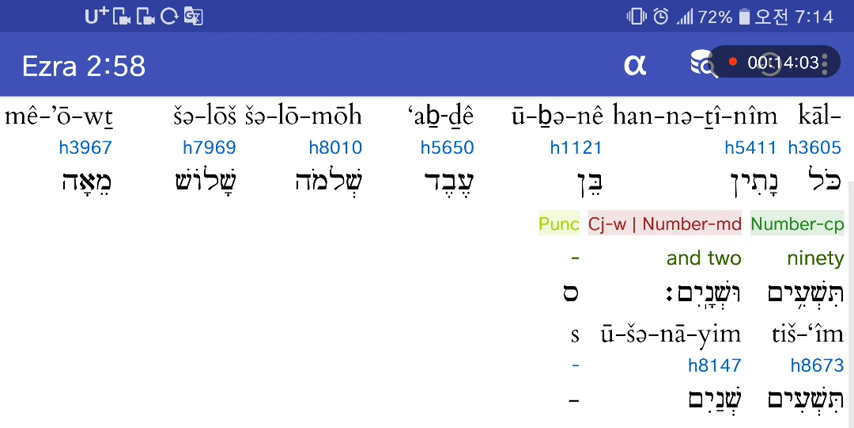 U+ 72% 오전 7:14
Ezra 2:58 α 00:14:03
mê-’ō-wṯ šə-lōš šə-lō-mōh ‘aḇ-ḏê ū-ḇə-nê han-nə-ṯî-nîm kāl-
h3967 h7969 h8010 h5650 h1121 h5411 h3605
כֹּל נָתִין בֵּן עֶבֶד שְׁלֹמֹה שָׁלוֹשׁ מֵאָה
Punc Cj-w | Number-md Number-cp
- and two ninety
תִּשְׁעִ֥ים וּשְׁנָֽיִם׃ ס
s ū-šə-nā-yim tiš-‘îm
- h8147 h8673
תִּשְׁעִים שְׁנַיִם –